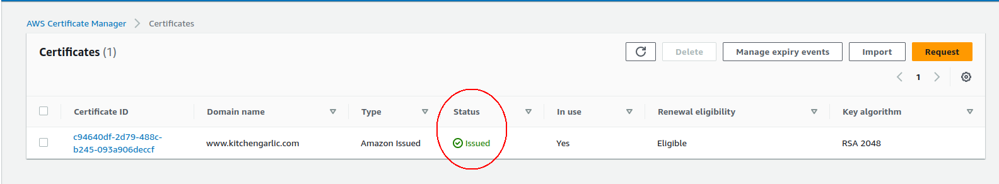 AWS Certificate Manager > Certificates
Certificates (1)
Delete
Manage expiry events
Import
Request
1
Certificate ID Domain name Type Status In use Renewal eligibility Key algorithm
c94640df-2d79-488c-
b245-093a906deccf
www.kitchengarlic.com Amazon Issued Issued Yes Eligible RSA 2048